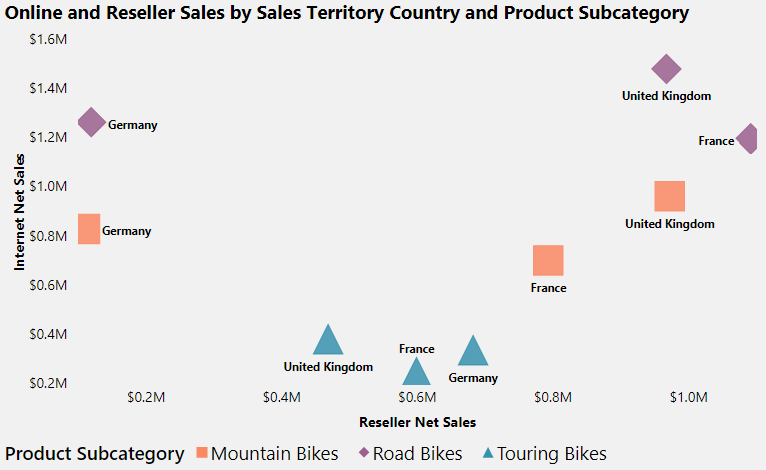 Online and Reseller Sales by Sales Territory Country and Product Subcategory
$1.6M
$1.4M
United Kingdom
$1.2M
Germany
France
$1.0M
United Kingdom
$0.8M
Germany
$0.6M
France
$0.4M
United Kingdom
France
Germany
$0.2M
Internet Net Sales
$0.2M $0.4M $0.6M $0.8M $1.0M
Reseller Net Sales
Product Subcategory Mountain Bikes Road Bikes Touring Bikes